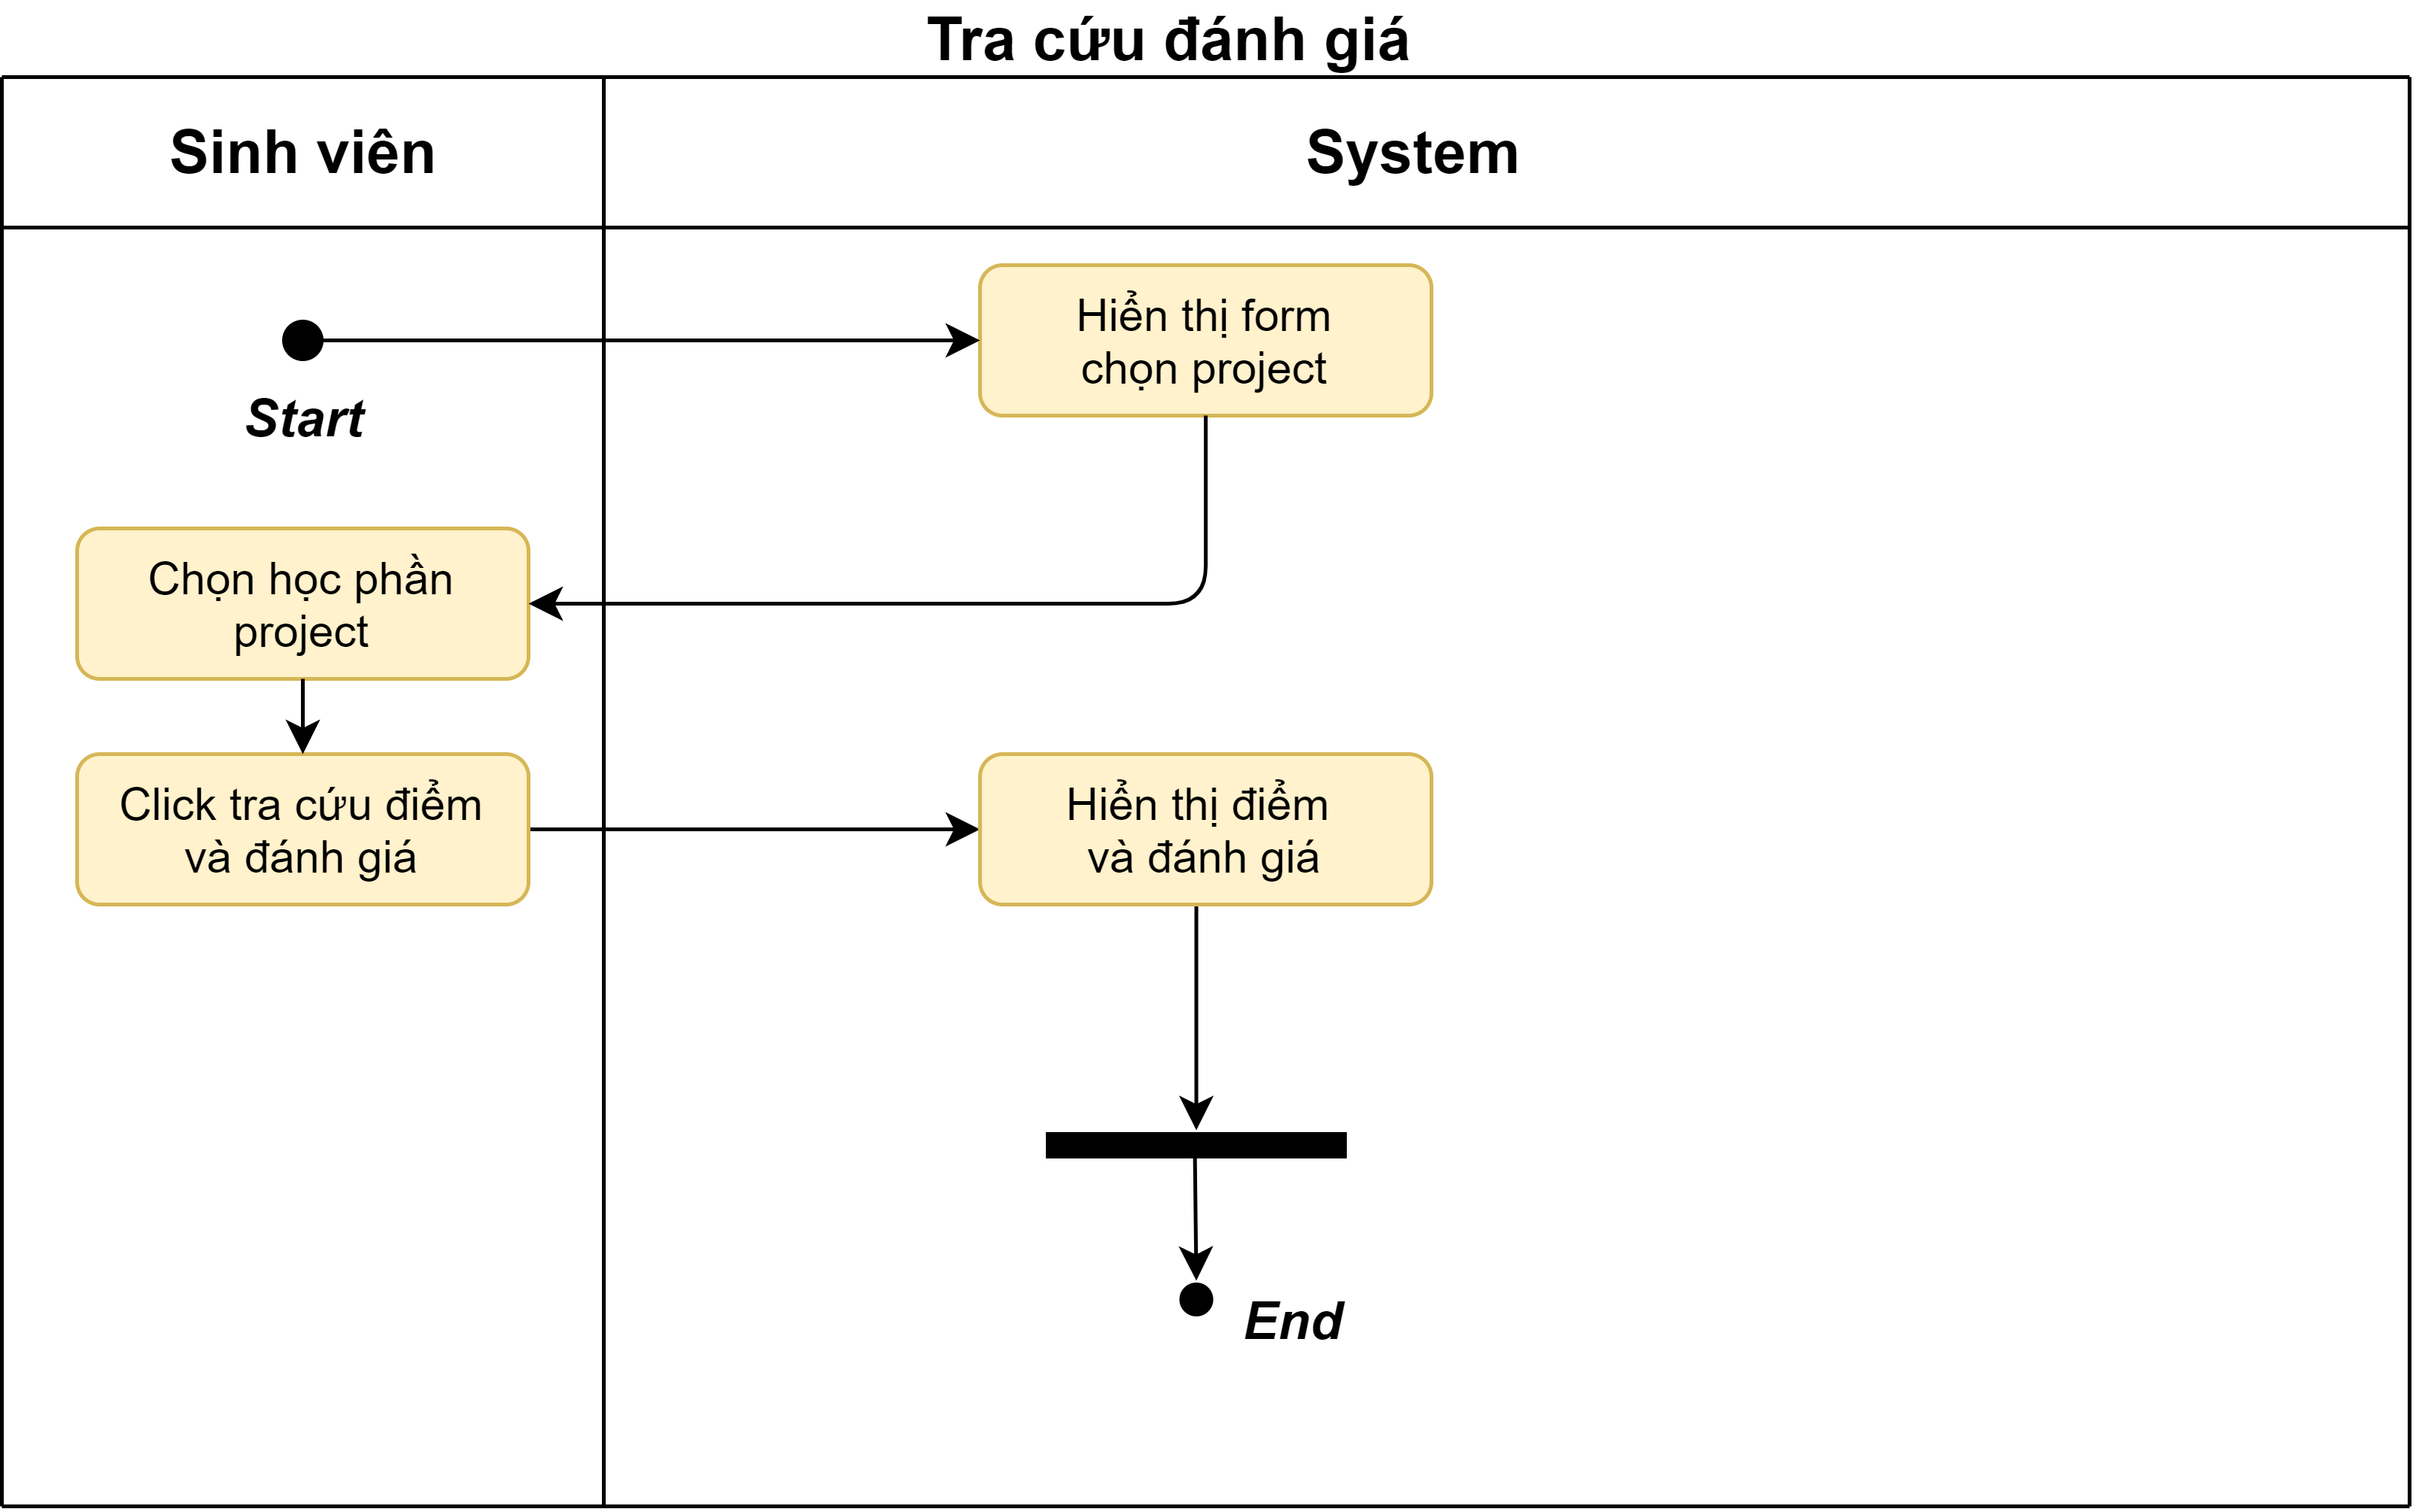 Tra cứu đánh giá
Sinh viên
System
Hiển thị form
chọn project
Start
Chọn học phần
project
Click tra cứu điểm
và đánh giá
Hiển thị điểm
và đánh giá
End